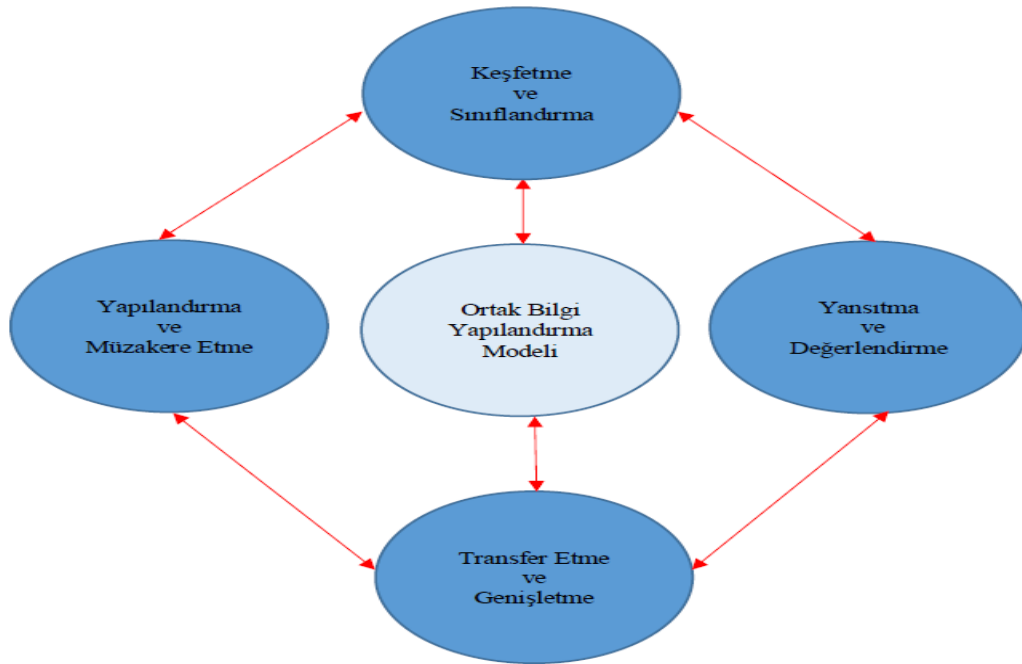 Keşfetme
ve
Sınıflandırma
Yapılandırma
ve
Müzakere Etme
Ortak Bilgi
Yapılandırma
Modeli
Yansıtma
ve
Değerlendirme
Transfer Etme
ve
Genişletme